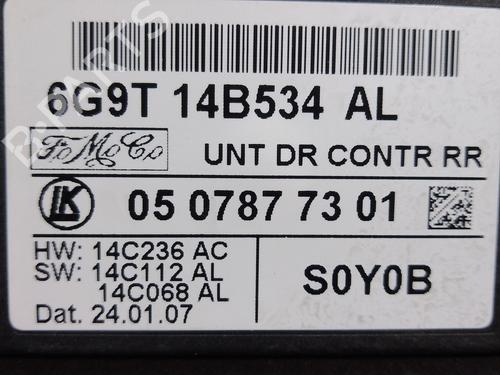 B-PARTS
6G9T 14B534 AL
FoMoCo
UNT DR CONTR RR
LK
05 0787 73 01
HW: 14C236 AC
SW: 14C112 AL
14C068 AL
Dat. 24.01.07
S0Y0B